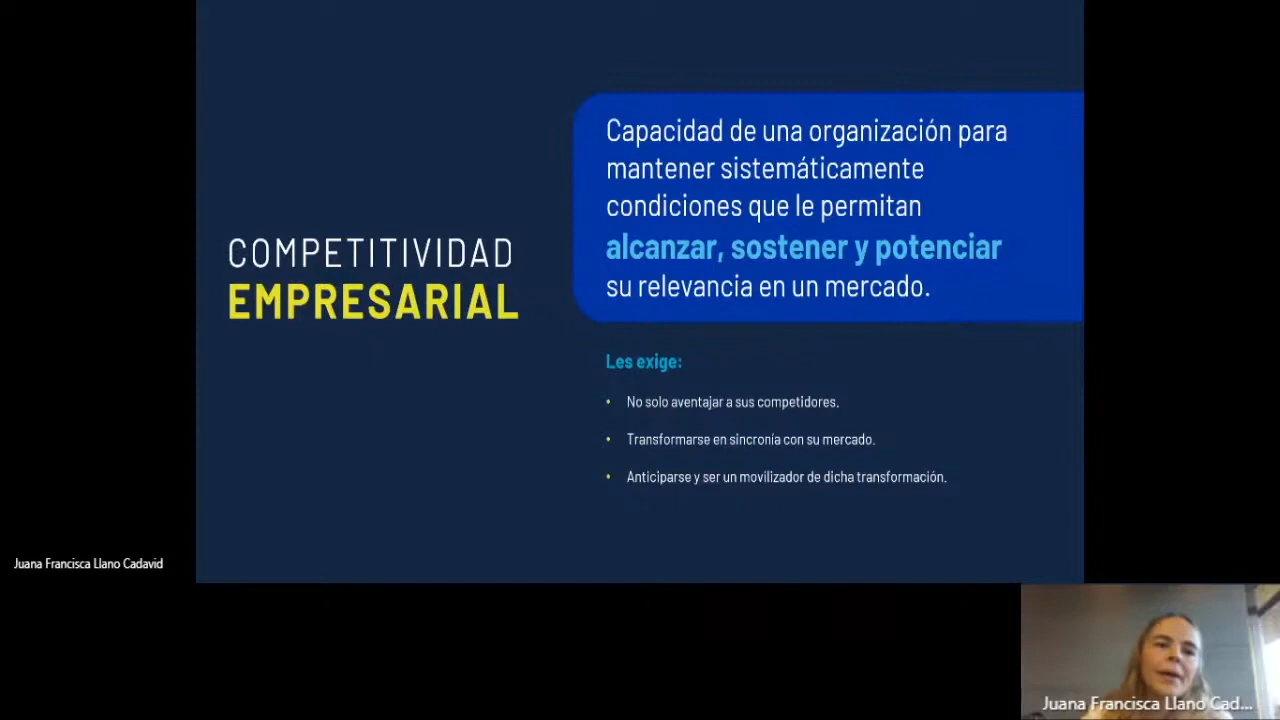 COMPETITIVIDAD
EMPRESARIAL
Capacidad de una organización para
mantener sistemáticamente
condiciones que le permitan
alcanzar, sostener y potenciar
su relevancia en un mercado.
Les exige:
• No solo aventajar a sus competidores.
• Transformarse en sincronía con su mercado.
• Anticiparse y ser un movilizador de dicha transformación.
Juana Francisca Llano Cadavid
Juana Francisca Llano Cad...